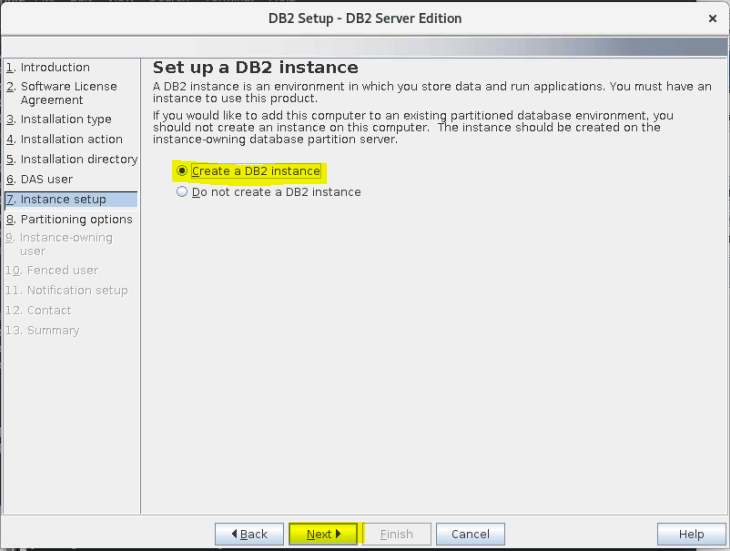 DB2 Setup - DB2 Server Edition
1. Introduction
2. Software License
Agreement
3. Installation type
4. Installation action
5. Installation directory
6. DAS user
7. Instance setup
8. Partitioning options
9. Instance-owning
user
10. Fenced user
11. Notification setup
12. Contact
13. Summary
Set up a DB2 instance
A DB2 instance is an environment in which you store data and run applications. You must have an
instance to use this product.
If you would like to add this computer to an existing partitioned database environment, you
should not create an instance on this computer. The instance should be created on the
instance-owning database partition server.
Create a DB2 instance
Do not create a DB2 instance
Back
Next
Finish
Cancel
Help